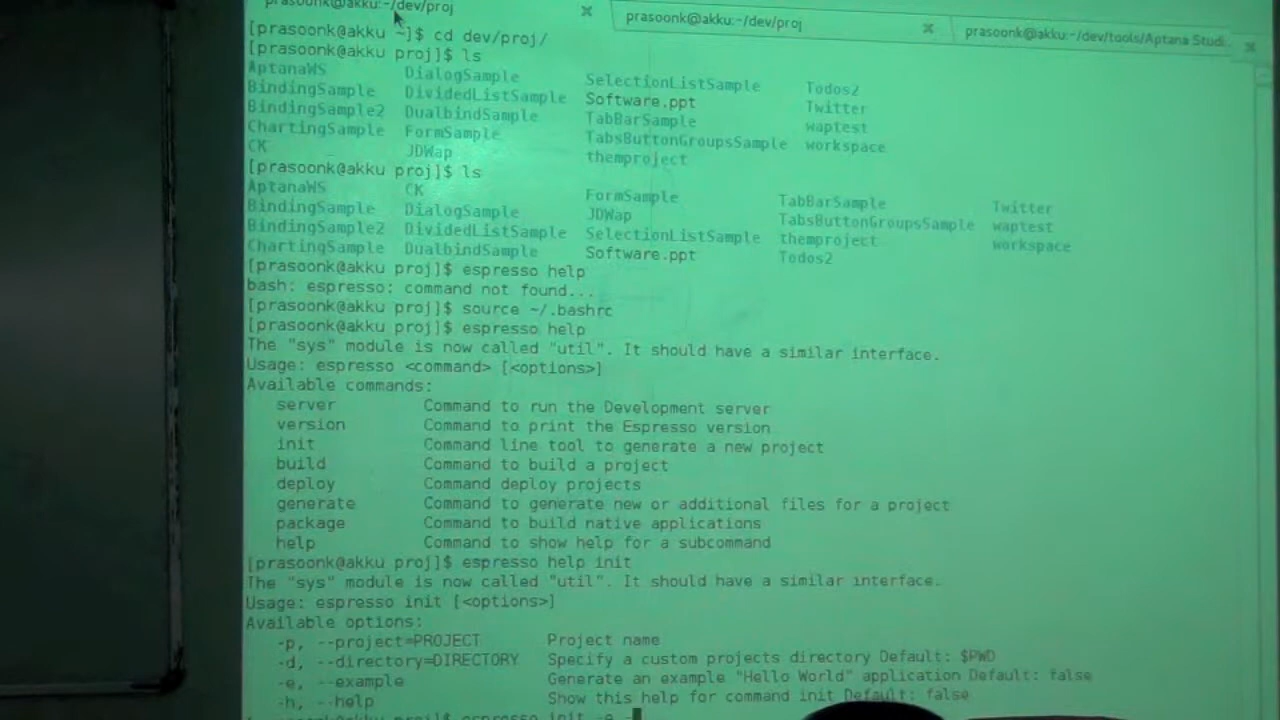 prasoonk@akku:~/dev/proj prasoonk@akku:~/dev/proj prasoonk@akku:~/dev/tools/Aptana Studi...
[prasoonk@akku ~]$ cd dev/proj/
[prasoonk@akku proj]$ ls
AptanaWS DialogSample SelectionListSample Todos2
BindingSample DividedListSample Software.ppt Twitter
BindingSample2 DualbindSample TabBarSample waptest
ChartingSample FormSample TabsButtonGroupsSample workspace
CK JDWap themproject
[prasoonk@akku proj]$ ls
AptanaWS CK FormSample TabBarSample Twitter
BindingSample DialogSample JDWap TabsButtonGroupsSample waptest
BindingSample2 DividedListSample SelectionListSample themproject workspace
ChartingSample DualbindSample Software.ppt Todos2
[prasoonk@akku proj]$ espresso help
bash: espresso: command not found...
[prasoonk@akku proj]$ source ~/.bashrc
[prasoonk@akku proj]$ espresso help
The "sys" module is now called "util". It should have a similar interface.
Usage: espresso <command> [<options>]
Available commands:
server Command to run the Development server
version Command to print the Espresso version
init Command line tool to generate a new project
build Command to build a project
deploy Command deploy projects
generate Command to generate new or additional files for a project
package Command to build native applications
help Command to show help for a subcommand
[prasoonk@akku proj]$ espresso help init
The "sys" module is now called "util". It should have a similar interface.
Usage: espresso init [<options>]
Available options:
-p, --project=PROJECT Project name
-d, --directory=DIRECTORY Specify a custom projects directory Default: $PWD
-e, --example Generate an example "Hello World" application Default: false
-h, --help Show this help for command init Default: false
[prasoonk@akku proj]$ espresso init -e -